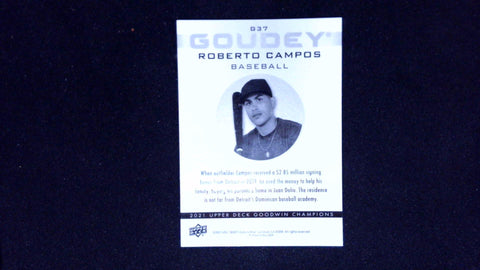 G37
GOUDEY
ROBERTO CAMPOS
BASEBALL
When outfielder Campos received a $2.85 million signing
bonus from Detroit in 2019, he used the money to help his
family, buying his parents a home in Juan Dolio. The residence
is not far from Detroit's Dominican baseball academy.
2021 UPPER DECK GOODWIN CHAMPIONS
UPPER DECK